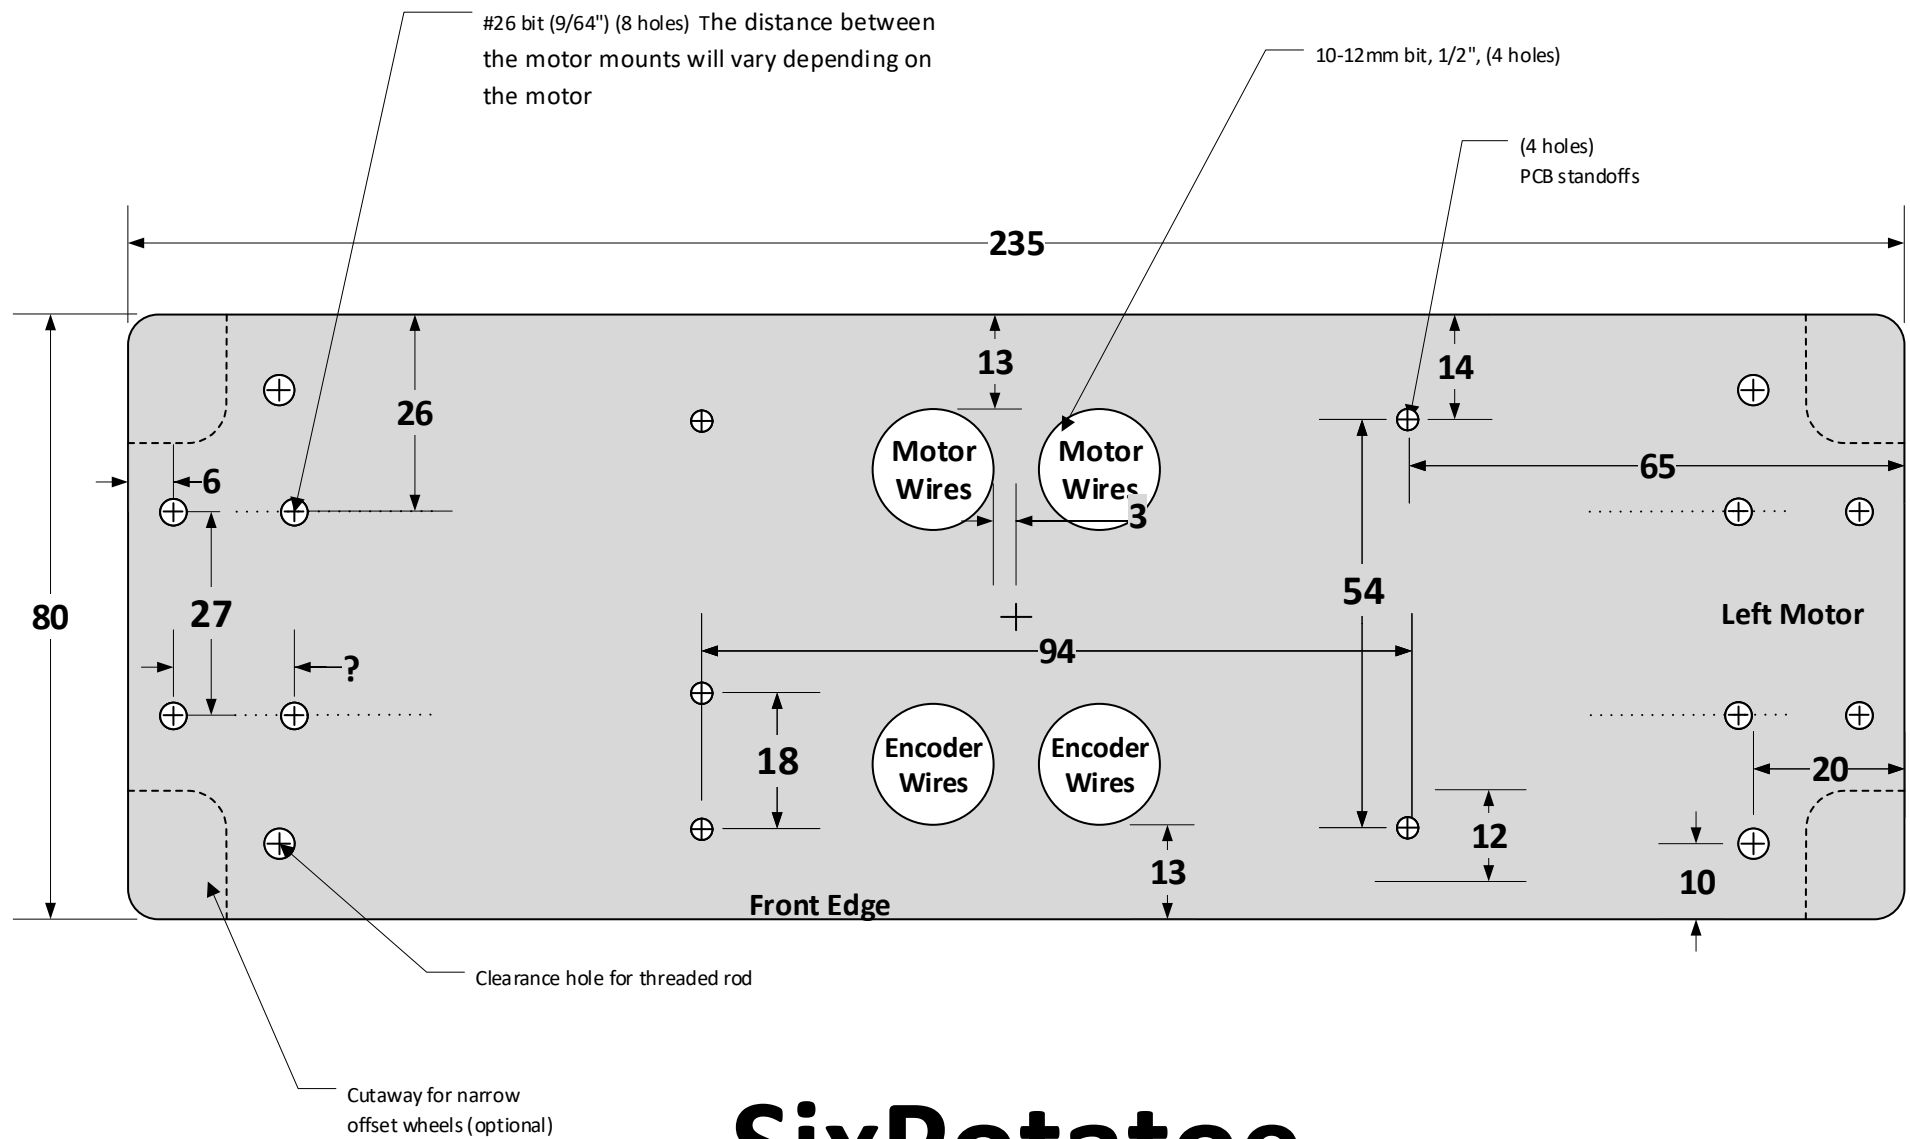 #26 bit (9/64") (8 holes) The distance between
the motor mounts will vary depending on
the motor
10-12mm bit, 1/2", (4 holes)
(4 holes)
PCB standoffs
235
13
14
26
Motor
Wires
Motor
Wires
65
6
3
80
27
54
Left Motor
94
?
18
Encoder
Wires
Encoder
Wires
20
12
13
10
Front Edge
Clearance hole for threaded rod
Cutaway for narrow
offset wheels (optional)